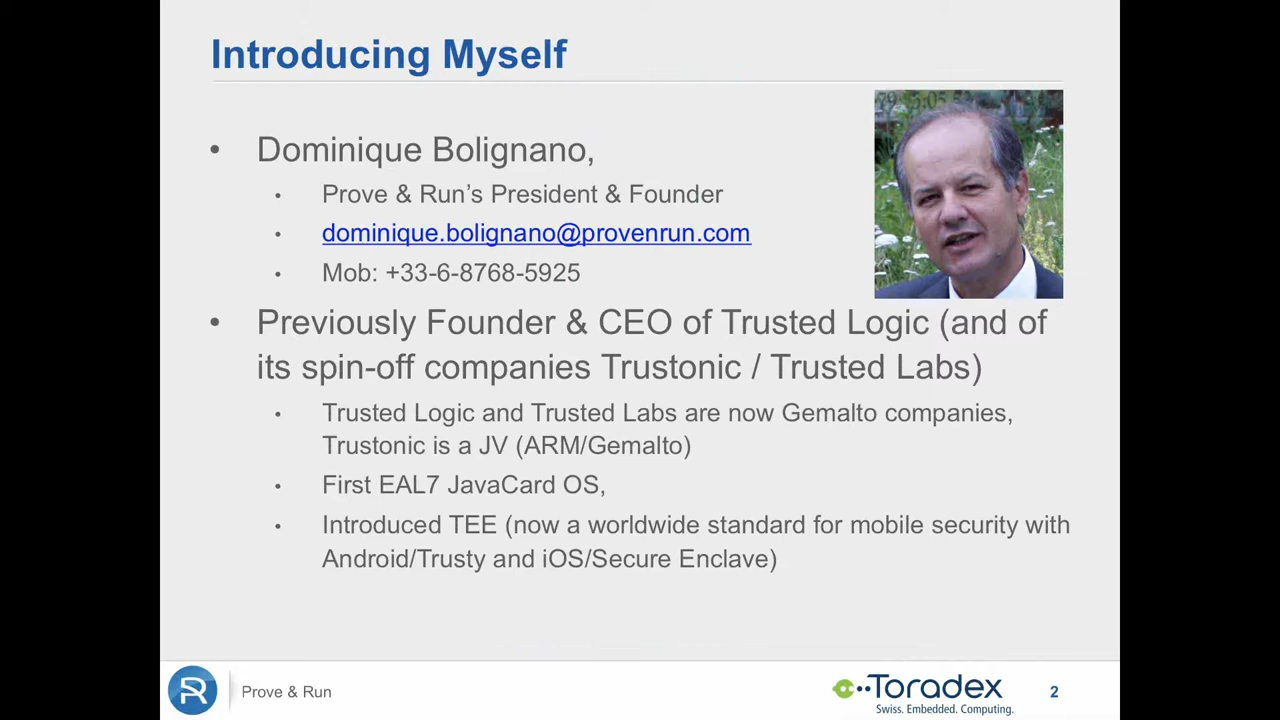 Introducing Myself
• Dominique Bolignano,
• Prove & Run’s President & Founder
• dominique.bolignano@provenrun.com
• Mob: +33-6-8768-5925
• Previously Founder & CEO of Trusted Logic (and of
its spin-off companies Trustonic / Trusted Labs)
• Trusted Logic and Trusted Labs are now Gemalto companies,
Trustonic is a JV (ARM/Gemalto)
• First EAL7 JavaCard OS,
• Introduced TEE (now a worldwide standard for mobile security with
Android/Trusty and iOS/Secure Enclave)
Prove & Run
Toradex
Swiss. Embedded. Computing.
2